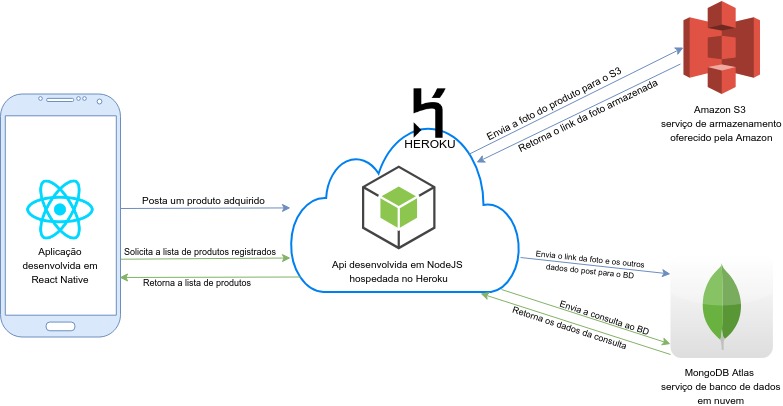 Aplicação
desenvolvida em
React Native
Posta um produto adquirido
Solicita a lista de produtos registrados
Retorna a lista de produtos
HEROKU
Api desenvolvida em NodeJS
hospedada no Heroku
Envia a foto do produto para o S3
Retorna o link da foto armazenada
Amazon S3
serviço de armazenamento
oferecido pela Amazon
Envia o link da foto e os outros
dados do post para o BD
Envia a consulta ao BD
Retorna os dados da consulta
MongoDB Atlas
serviço de banco de dados
em nuvem